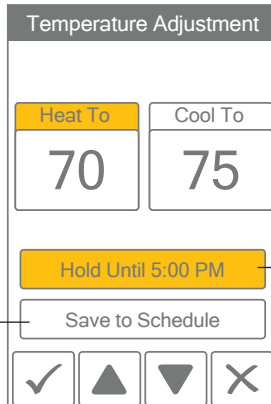 Temperature Adjustment
Heat To Cool To
70 75
Hold Until 5:00 PM
Save to Schedule